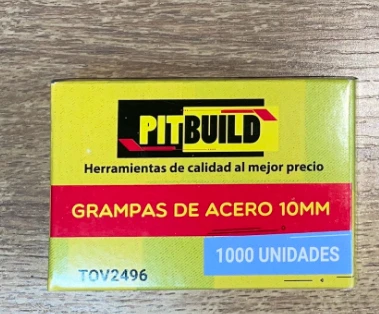 PITBUILD
Herramientas de calidad al mejor precio
GRAMPAS DE ACERO 10MM
1000 UNIDADES
TOV2496